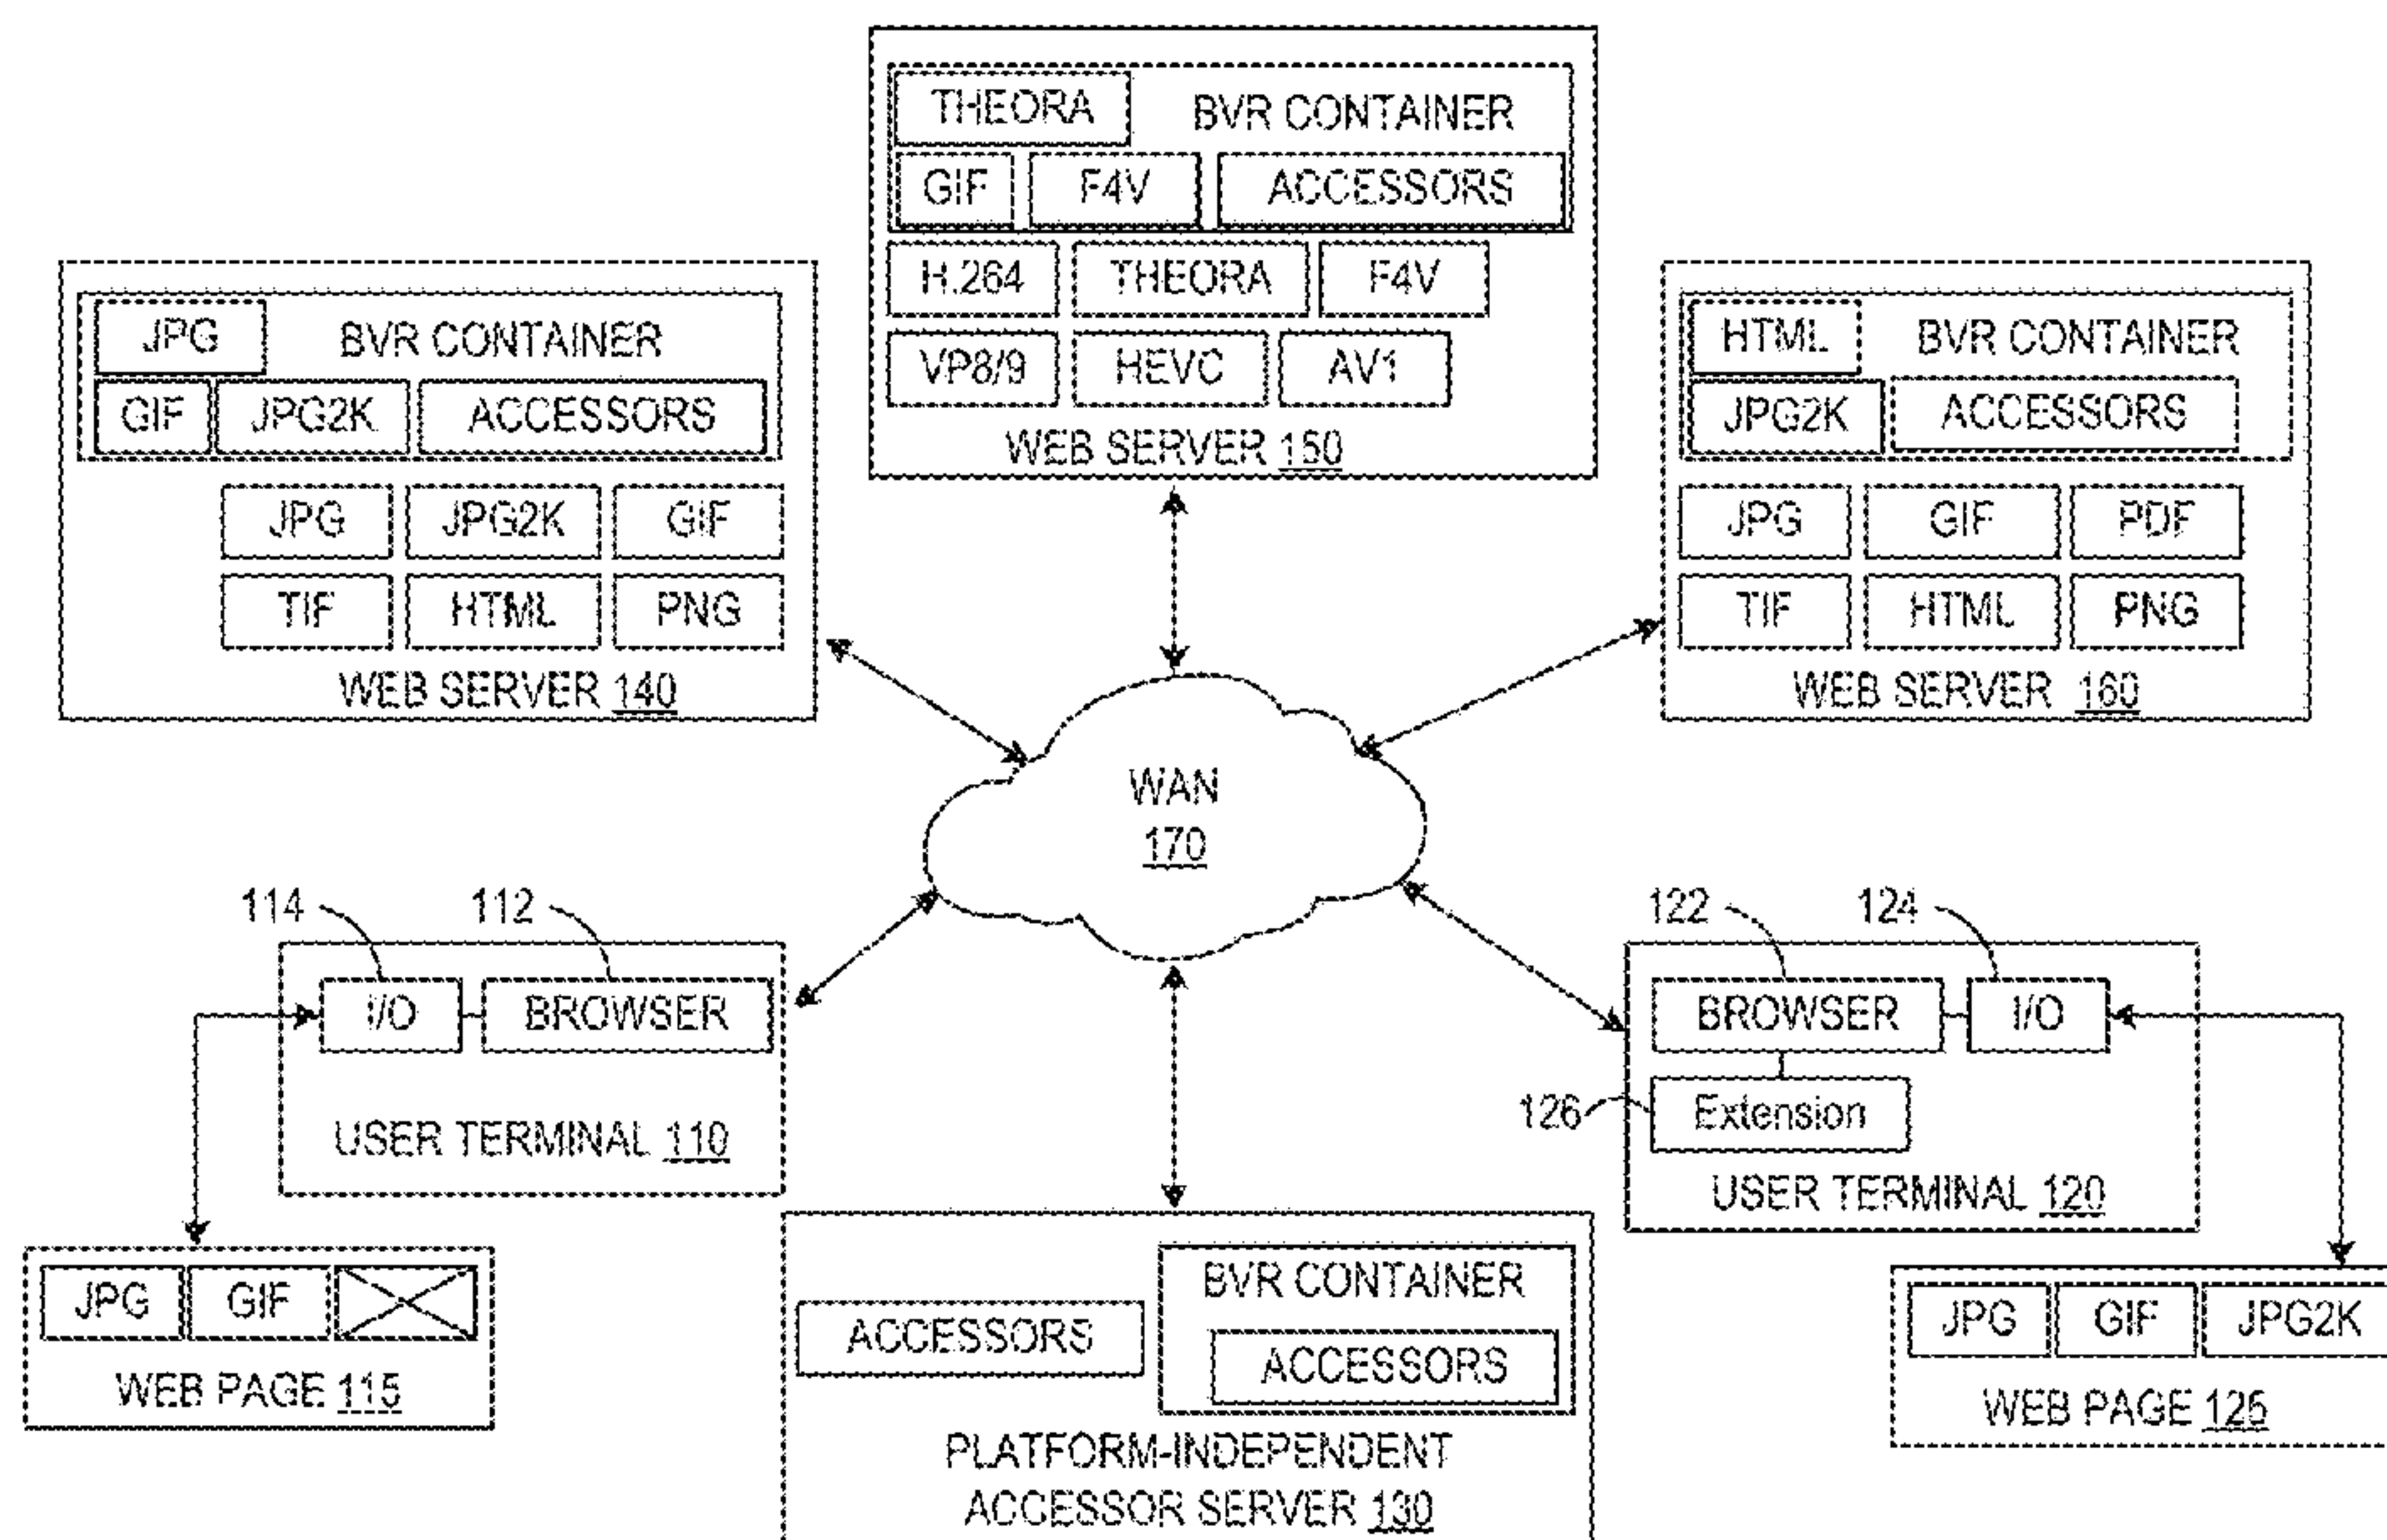 THEORA BVR CONTAINER
GIF F4V ACCESSORS
H.264 THEORA F4V
VP8/9 HEVC AV1
WEB SERVER 150
JPG BVR CONTAINER
GIF JPG2K ACCESSORS
JPG JPG2K GIF
TIF HTML PNG
WEB SERVER 140
HTML BVR CONTAINER
JPG2K ACCESSORS
JPG GIF PDF
TIF HTML PNG
WEB SERVER 160
WAN
170
114 112
I/O BROWSER
USER TERMINAL 110
122 124
BROWSER I/O
126 Extension
USER TERMINAL 120
JPG GIF
WEB PAGE 115
ACCESSORS
BVR CONTAINER
ACCESSORS
PLATFORM-INDEPENDENT
ACCESSOR SERVER 130
JPG GIF JPG2K
WEB PAGE 125